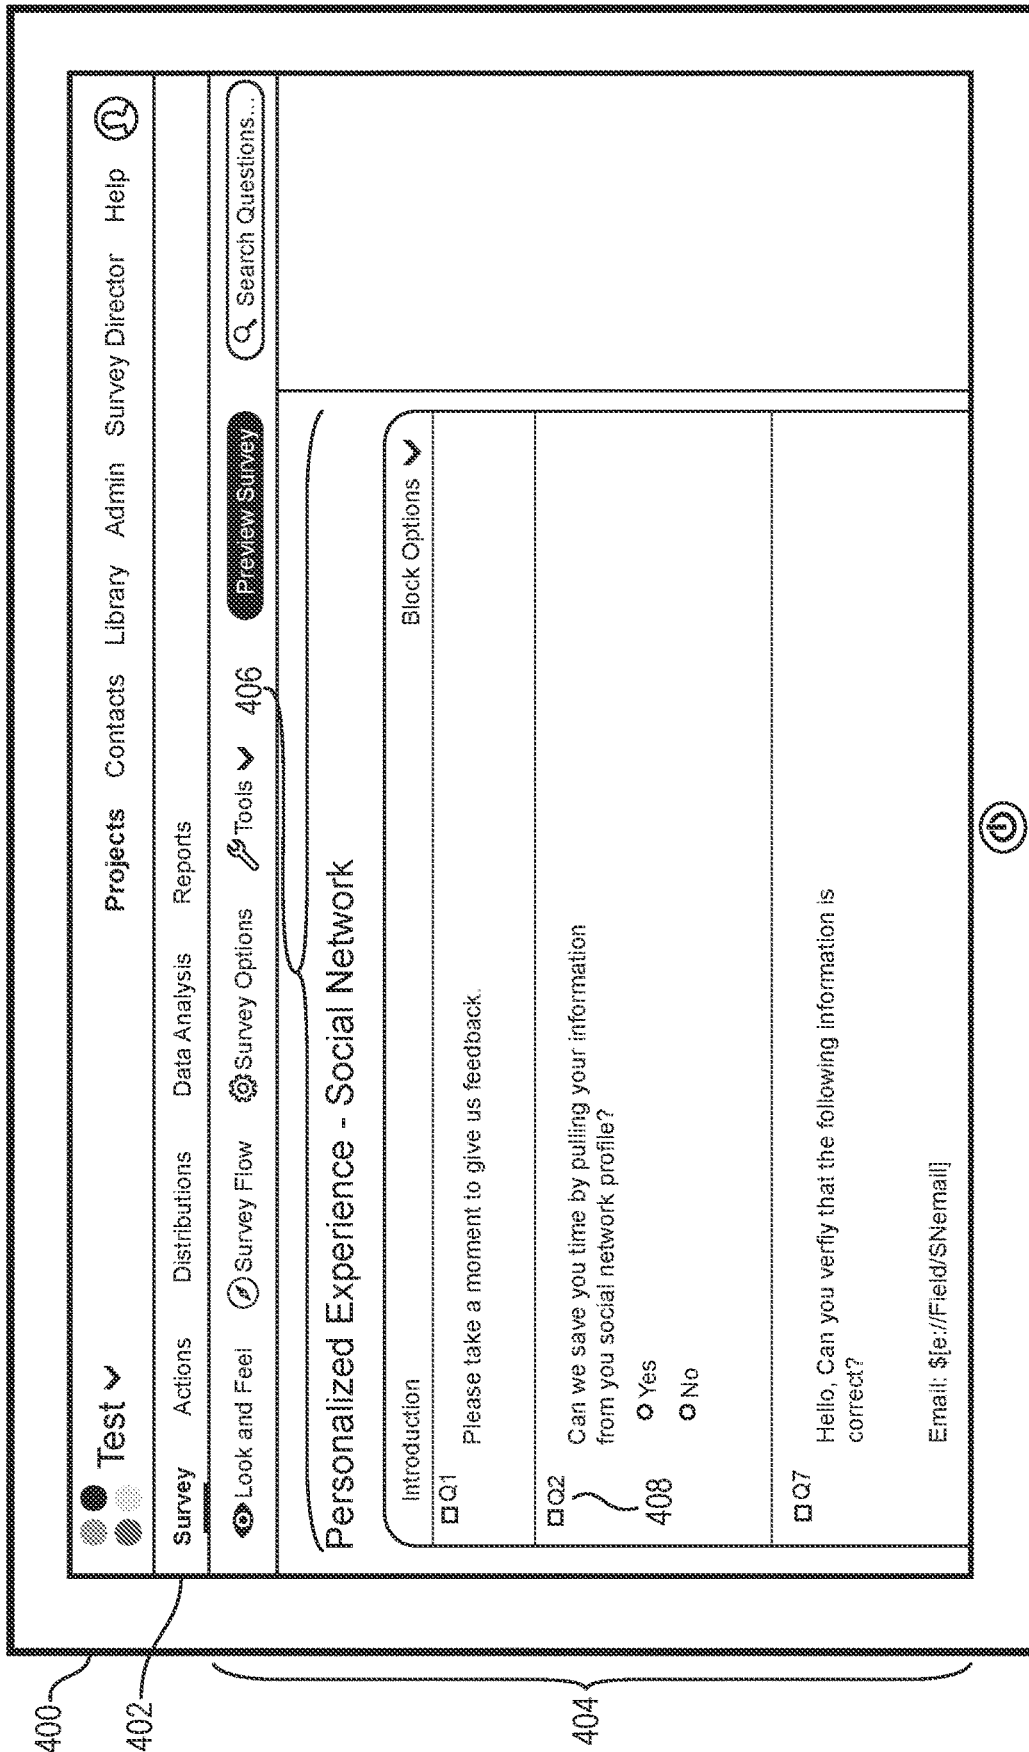 400
402
404
Test
Projects Contacts Library Admin Survey Director Help
Survey Actions Distributions Data Analysis Reports
Look and Feel Survey Flow Survey Options Tools 406 Preview Survey Search Questions...
Personalized Experience - Social Network
Introduction Block Options
Q1
Please take a moment to give us feedback.
Q2
Can we save you time by pulling your information
from you social network profile?
Yes
408
No
Q7
Hello, Can you verfiy that the following information is
correct?
Email: $[e://Field/SNemail]